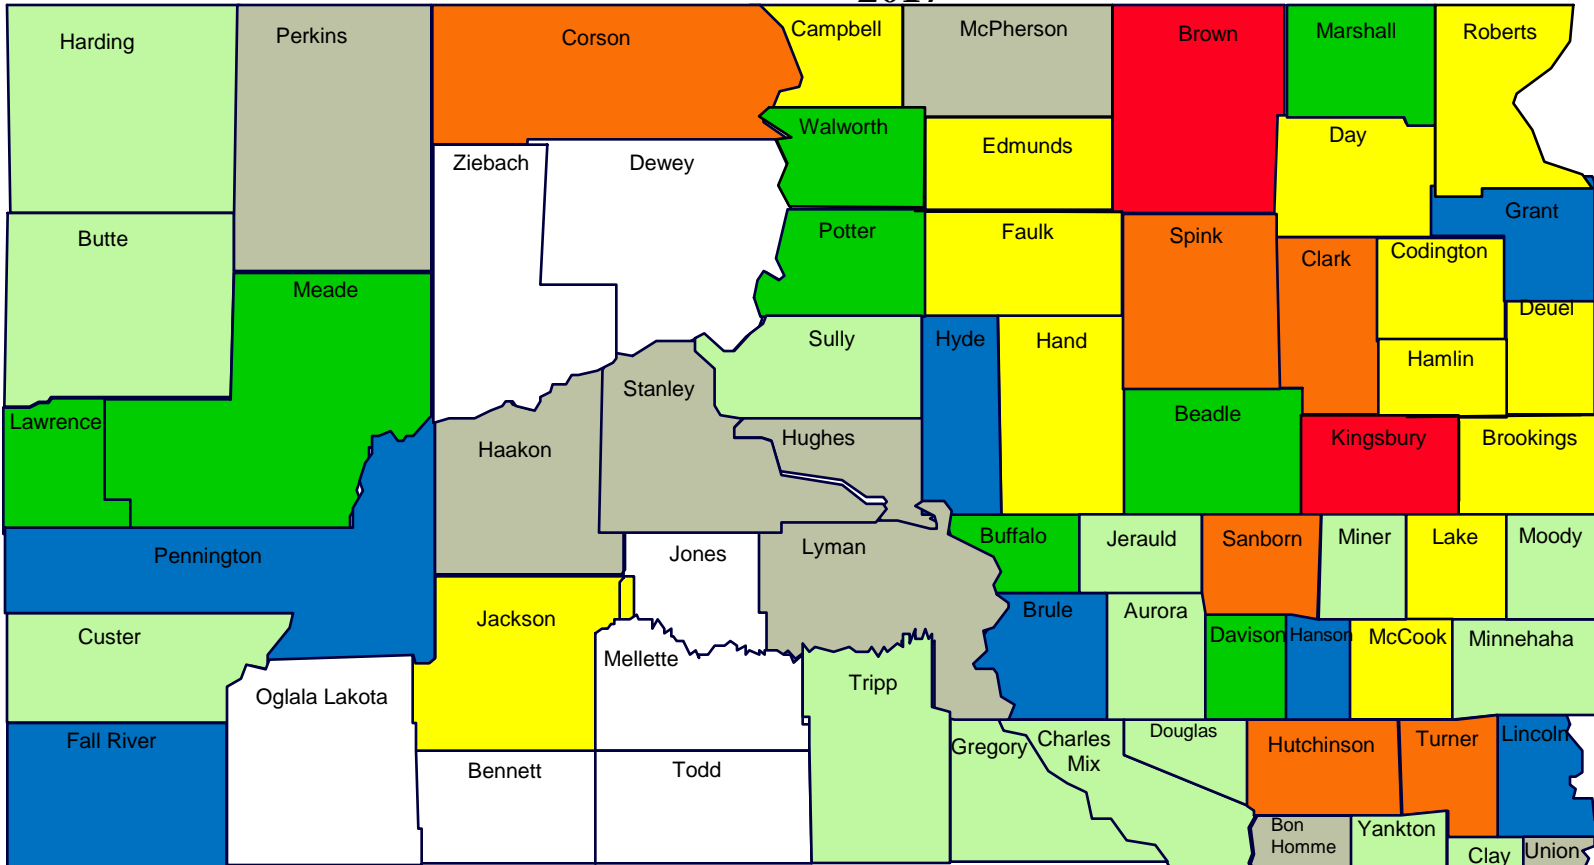 2017
Harding
Perkins
Corson
Campbell
McPherson
Brown
Marshall
Roberts
Walworth
Edmunds
Day
Ziebach
Dewey
Grant
Butte
Potter
Faulk
Spink
Clark
Codington
Meade
Deuel
Sully
Hyde
Hand
Hamlin
Stanley
Lawrence
Beadle
Haakon
Hughes
Kingsbury
Brookings
Pennington
Jones
Lyman
Buffalo
Jerauld
Sanborn
Miner
Lake
Moody
Custer
Jackson
Brule
Aurora
Davison
Hanson
McCook
Minnehaha
Mellette
Oglala Lakota
Tripp
Fall River
Gregory
Charles
Mix
Douglas
Hutchinson
Turner
Lincoln
Bennett
Todd
Bon
Homme
Yankton
Clay
Union